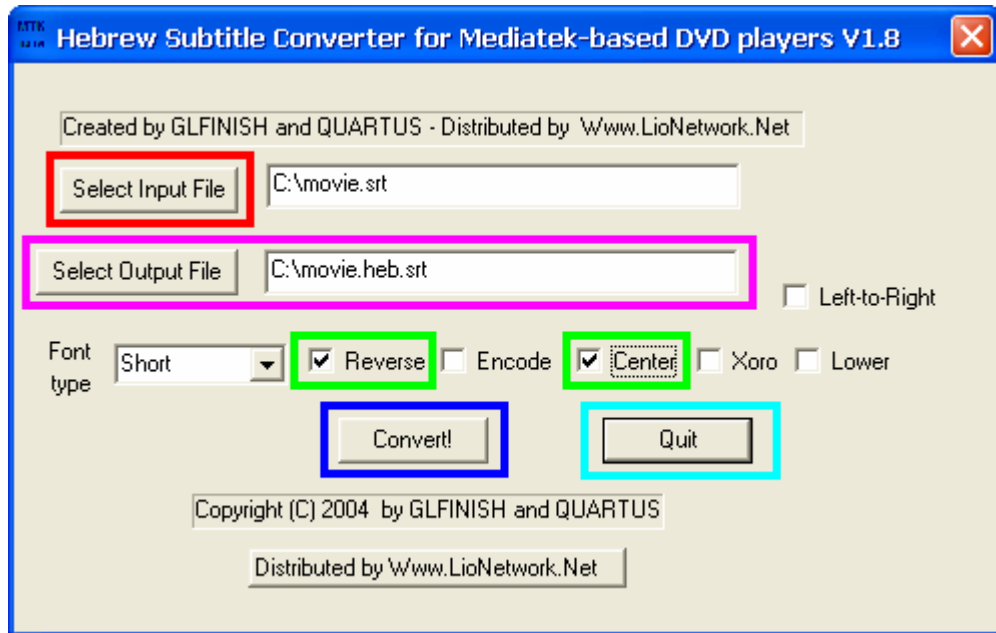 MTK
Hebrew Subtitle Converter for Mediatek-based DVD players V1.8
Created by GLFINISH and QUARTUS - Distributed by Www.LioNetwork.Net
Select Input File C:\movie.srt
Select Output File C:\movie.heb.srt
Left-to-Right
Font type Short Reverse Encode Center Xoro Lower
Convert! Quit
Copyright (C) 2004 by GLFINISH and QUARTUS
Distributed by Www.LioNetwork.Net